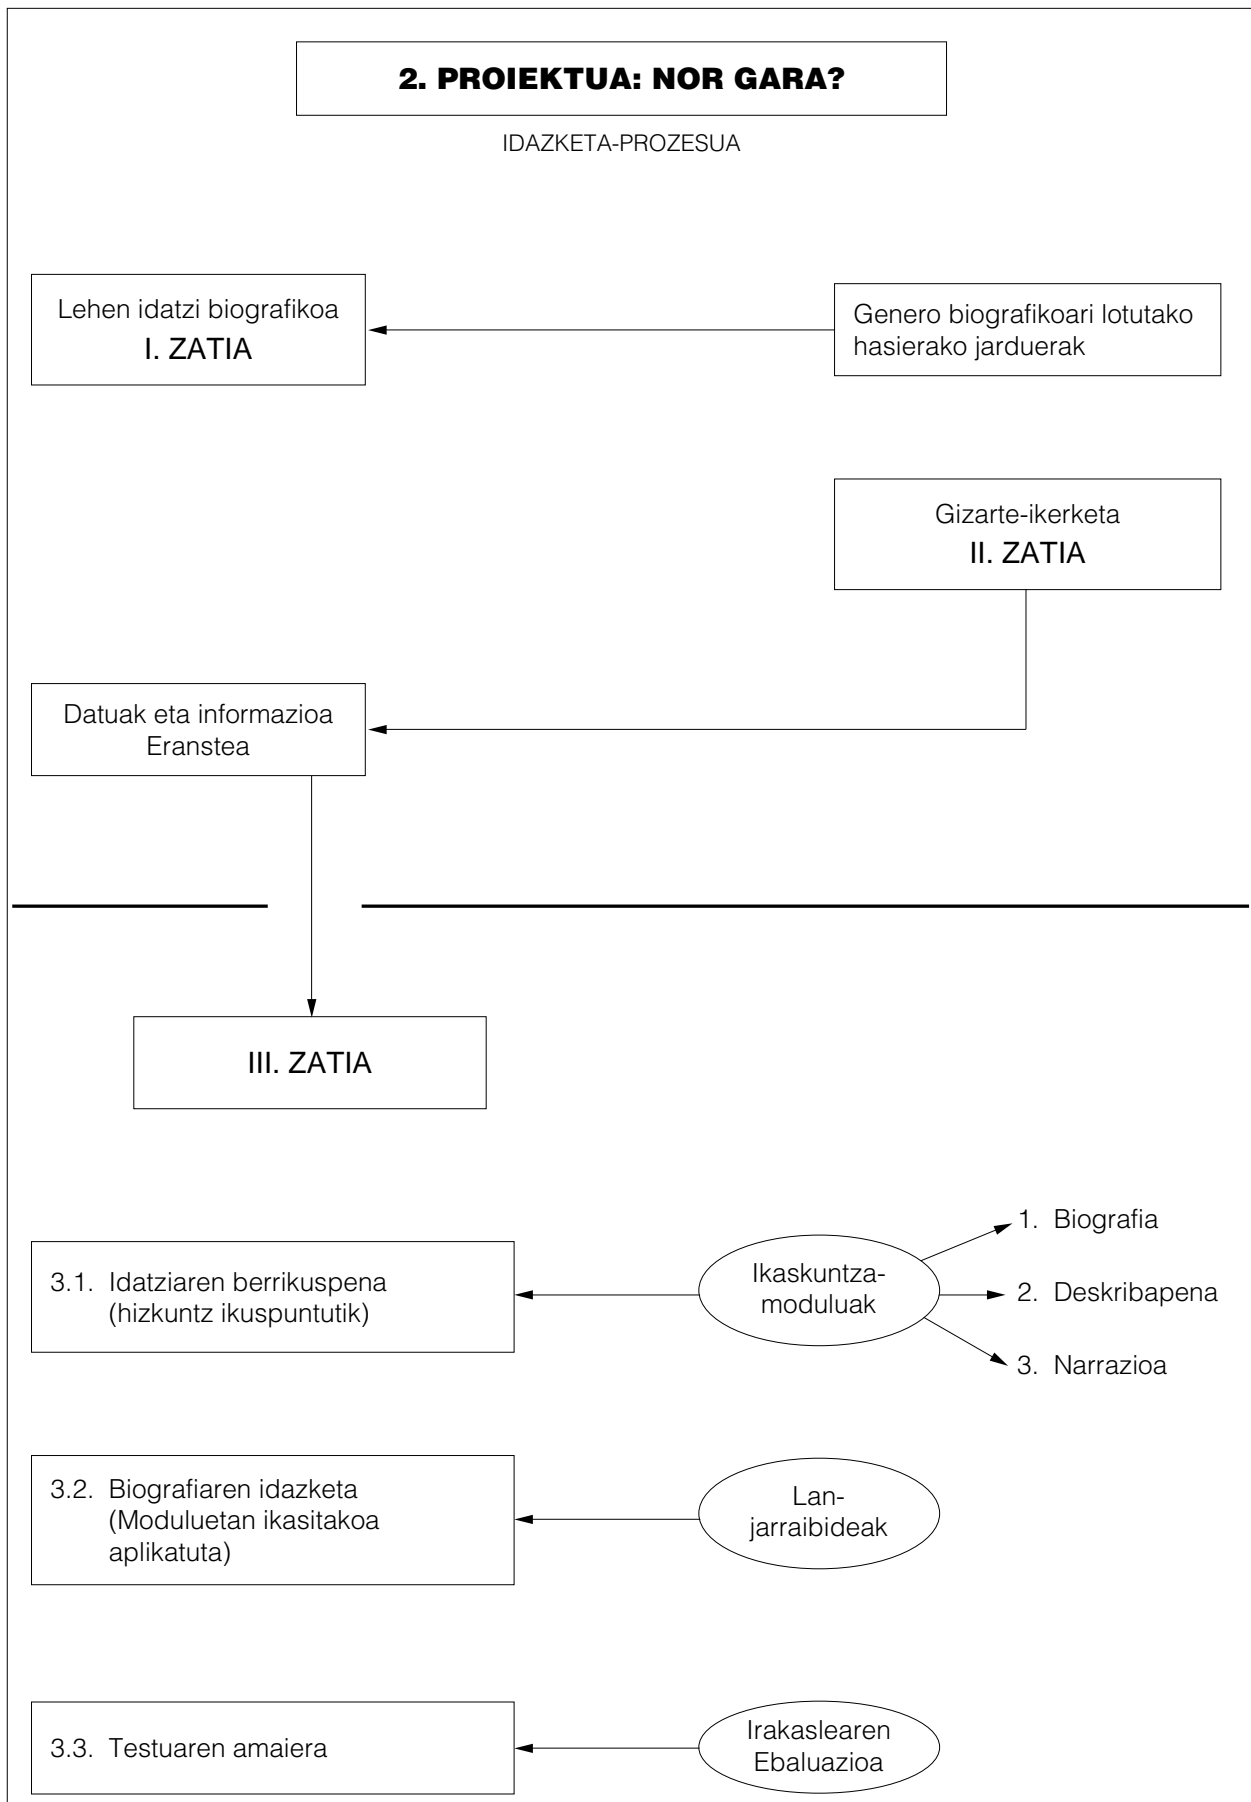 2. PROIEKTUA: NOR GARA?
IDAZKETA-PROZESUA
Lehen idatzi biografikoa
I. ZATIA
Genero biografikoari lotutako
hasierako jarduerak
Gizarte-ikerketa
II. ZATIA
Datuak eta informazioa
Eranstea
III. ZATIA
3.1. Idatziaren berrikuspena
(hizkuntz ikuspuntutik)
Ikaskuntza-
moduluak
1. Biografia
2. Deskribapena
3. Narrazioa
3.2. Biografiaren idazketa
(Moduluetan ikasitakoa
aplikatuta)
Lan-
jarraibideak
3.3. Testuaren amaiera
Irakaslearen
Ebaluazioa